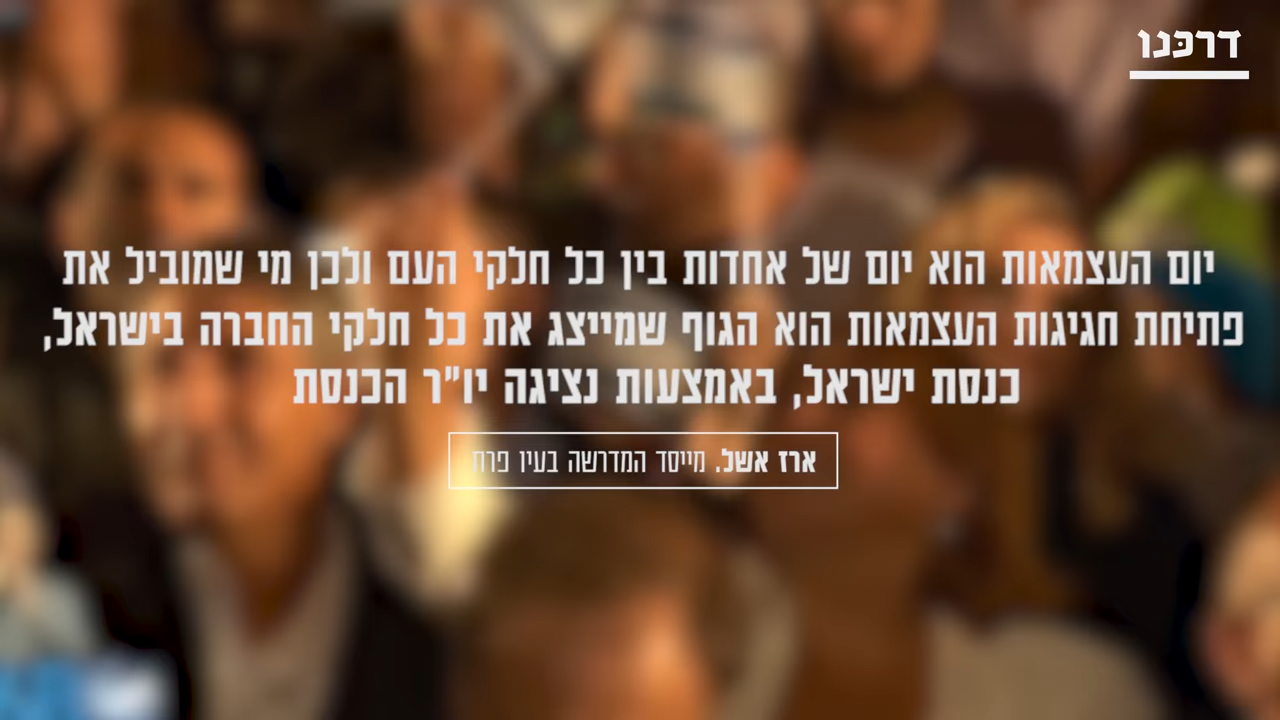 דרכנו
יום העצמאות הוא יום של אחדות בין כל חלקי העם ולכן מי שמוביל את
פתיחת חגיגות העצמאות הוא הגוף שמייצג את כל חלקי החברה בישראל,
כנסת ישראל, באמצעות נציגה יו"ר הכנסת
ארז אשל. מייסד המדרשה בעין פרת